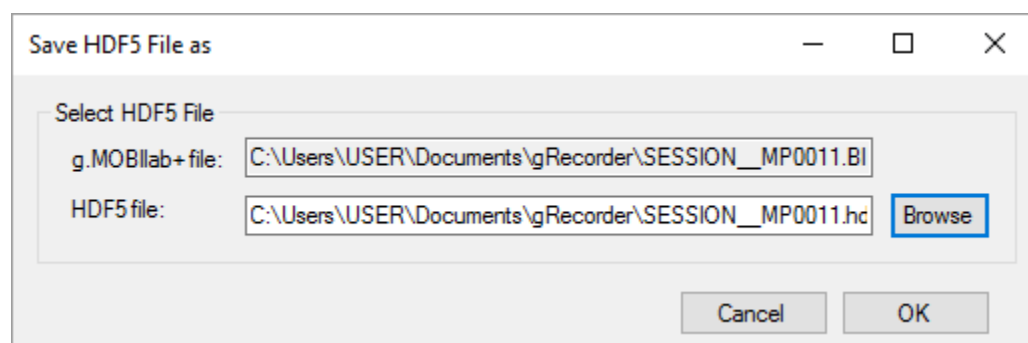 Save HDF5 File as
Select HDF5 File
g.MOBIlab+ file: C:\Users\USER\Documents\gRecorder\SESSION__MP0011.BI
HDF5 file: C:\Users\USER\Documents\gRecorder\SESSION__MP0011.hd Browse
Cancel OK